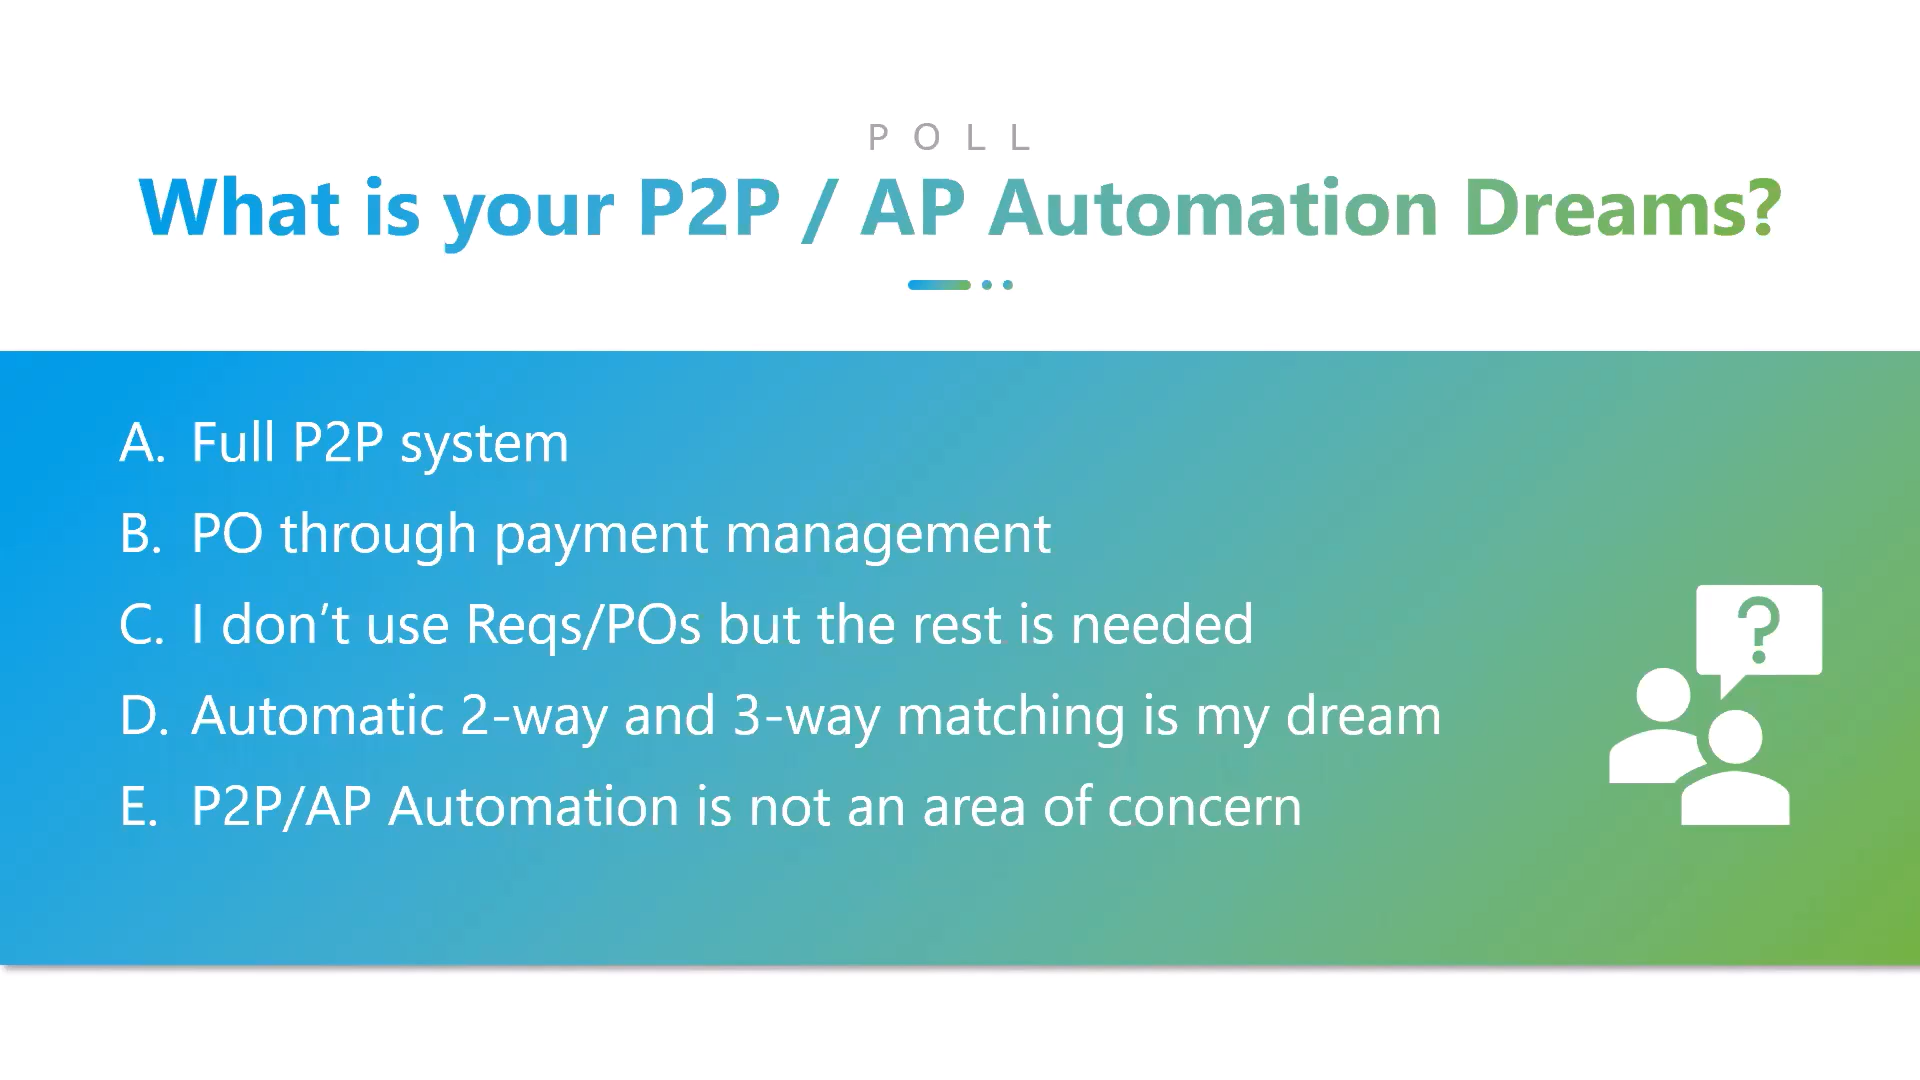 POLL
What is your P2P / AP Automation Dreams?
A. Full P2P system
B. PO through payment management
C. I don’t use Reqs/POs but the rest is needed
D. Automatic 2-way and 3-way matching is my dream
E. P2P/AP Automation is not an area of concern
?